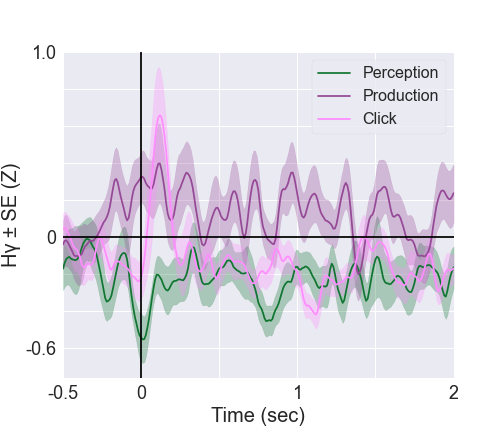 1.0
Perception
Production
Click
Hγ ± SE (Z)
0
-0.6
-0.5 0 1 2
Time (sec)